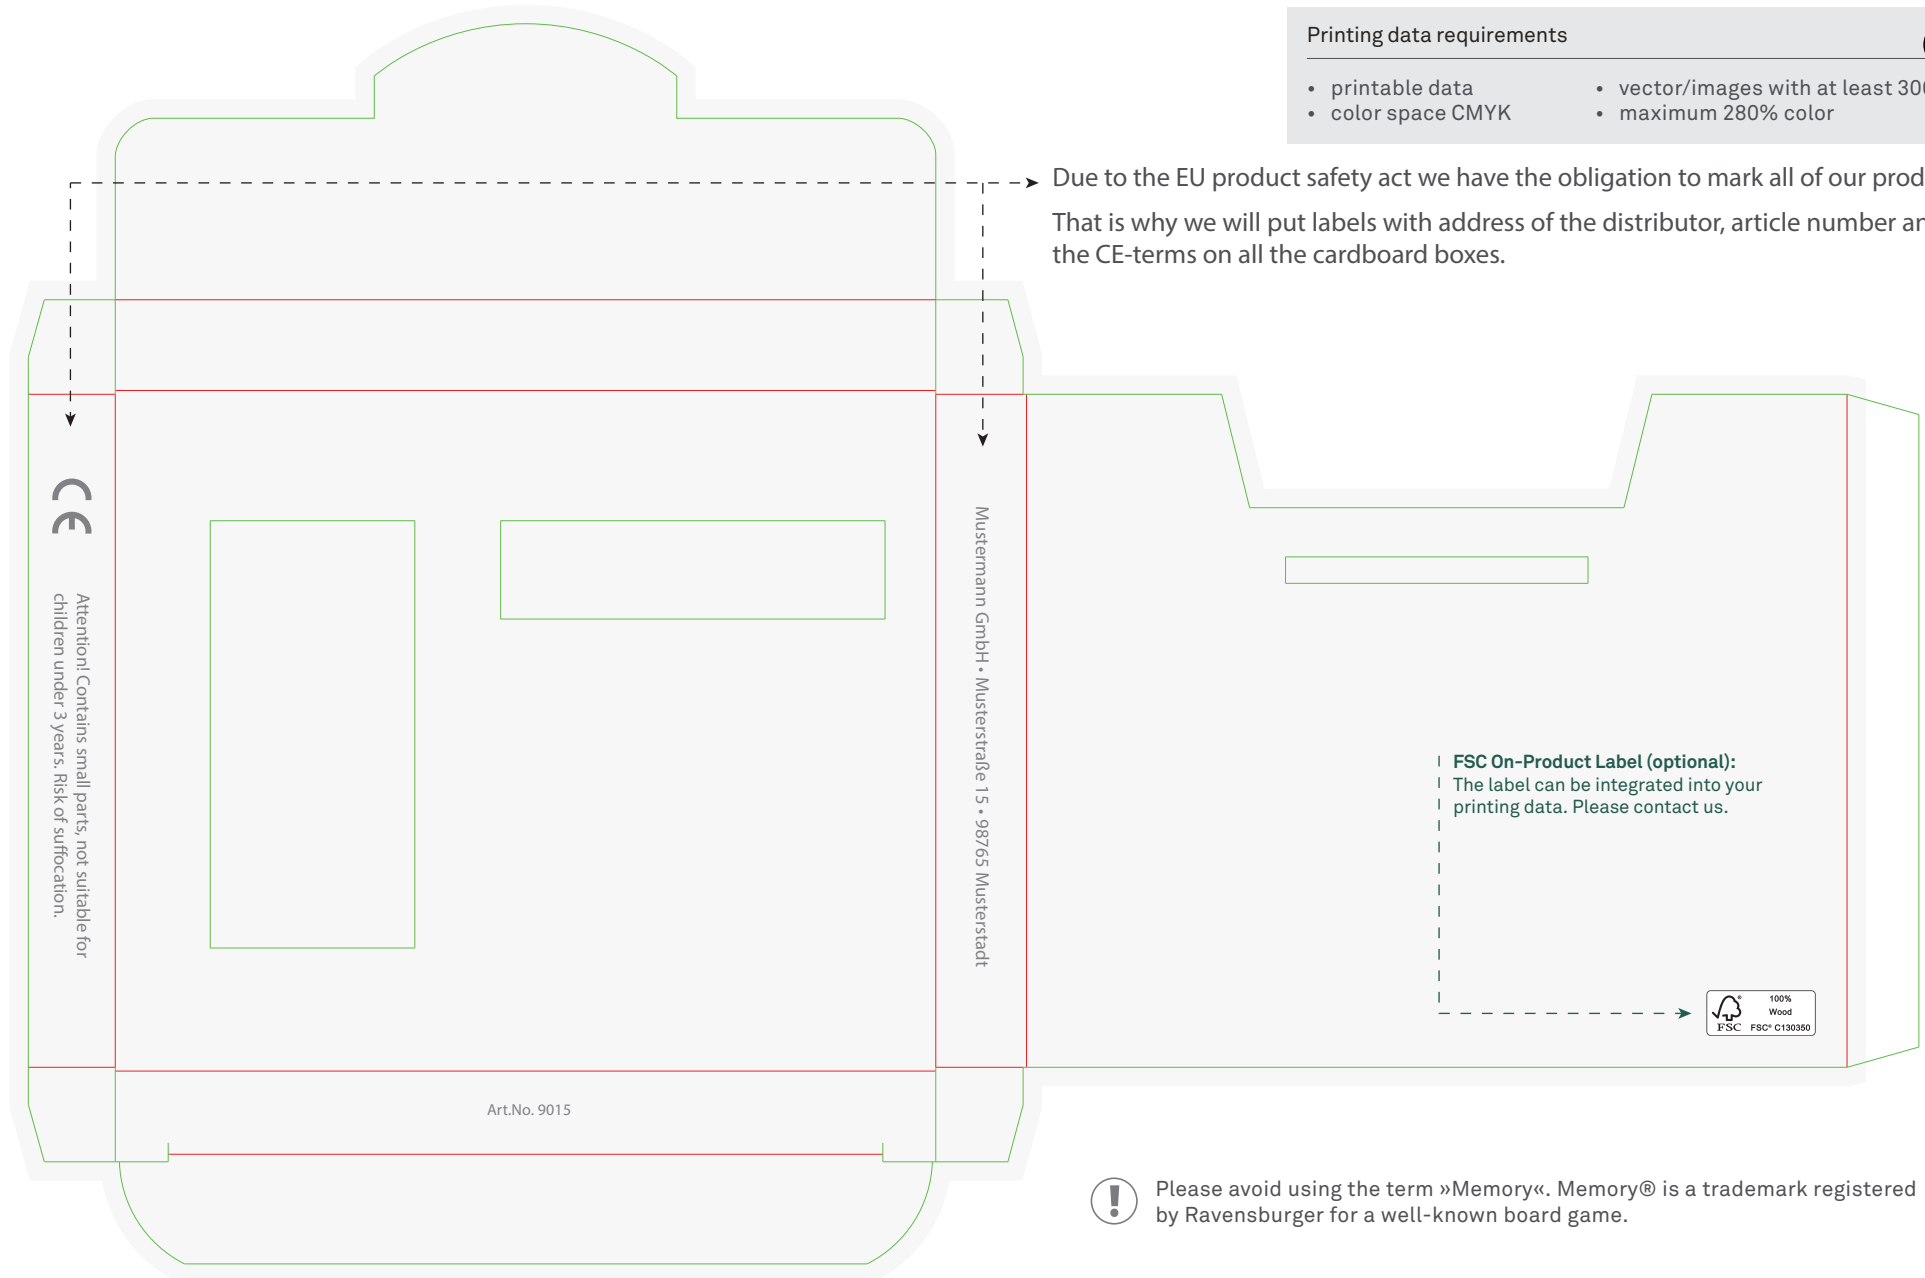 Printing data requirements
• printable data
• color space CMYK
• vector/images with at least 300
• maximum 280% color
Due to the EU product safety act we have the obligation to mark all of our
That is why we will put labels with address of the distributor, article number
the CE-terms on all the cardboard boxes.
CE
Attention! Contains small parts, not suitable for
children under 3 years. Risk of suffocation.
Mustermann GmbH • Musterstraße 15 • 98765 Musterstadt
FSC On-Product Label (optional):
The label can be integrated into your
printing data. Please contact us.
100%
Wood
FSC® C130350
®
FSC
Art.No. 9015
!
Please avoid using the term »Memory«. Memory® is a trademark registered
by Ravensburger for a well-known board game.